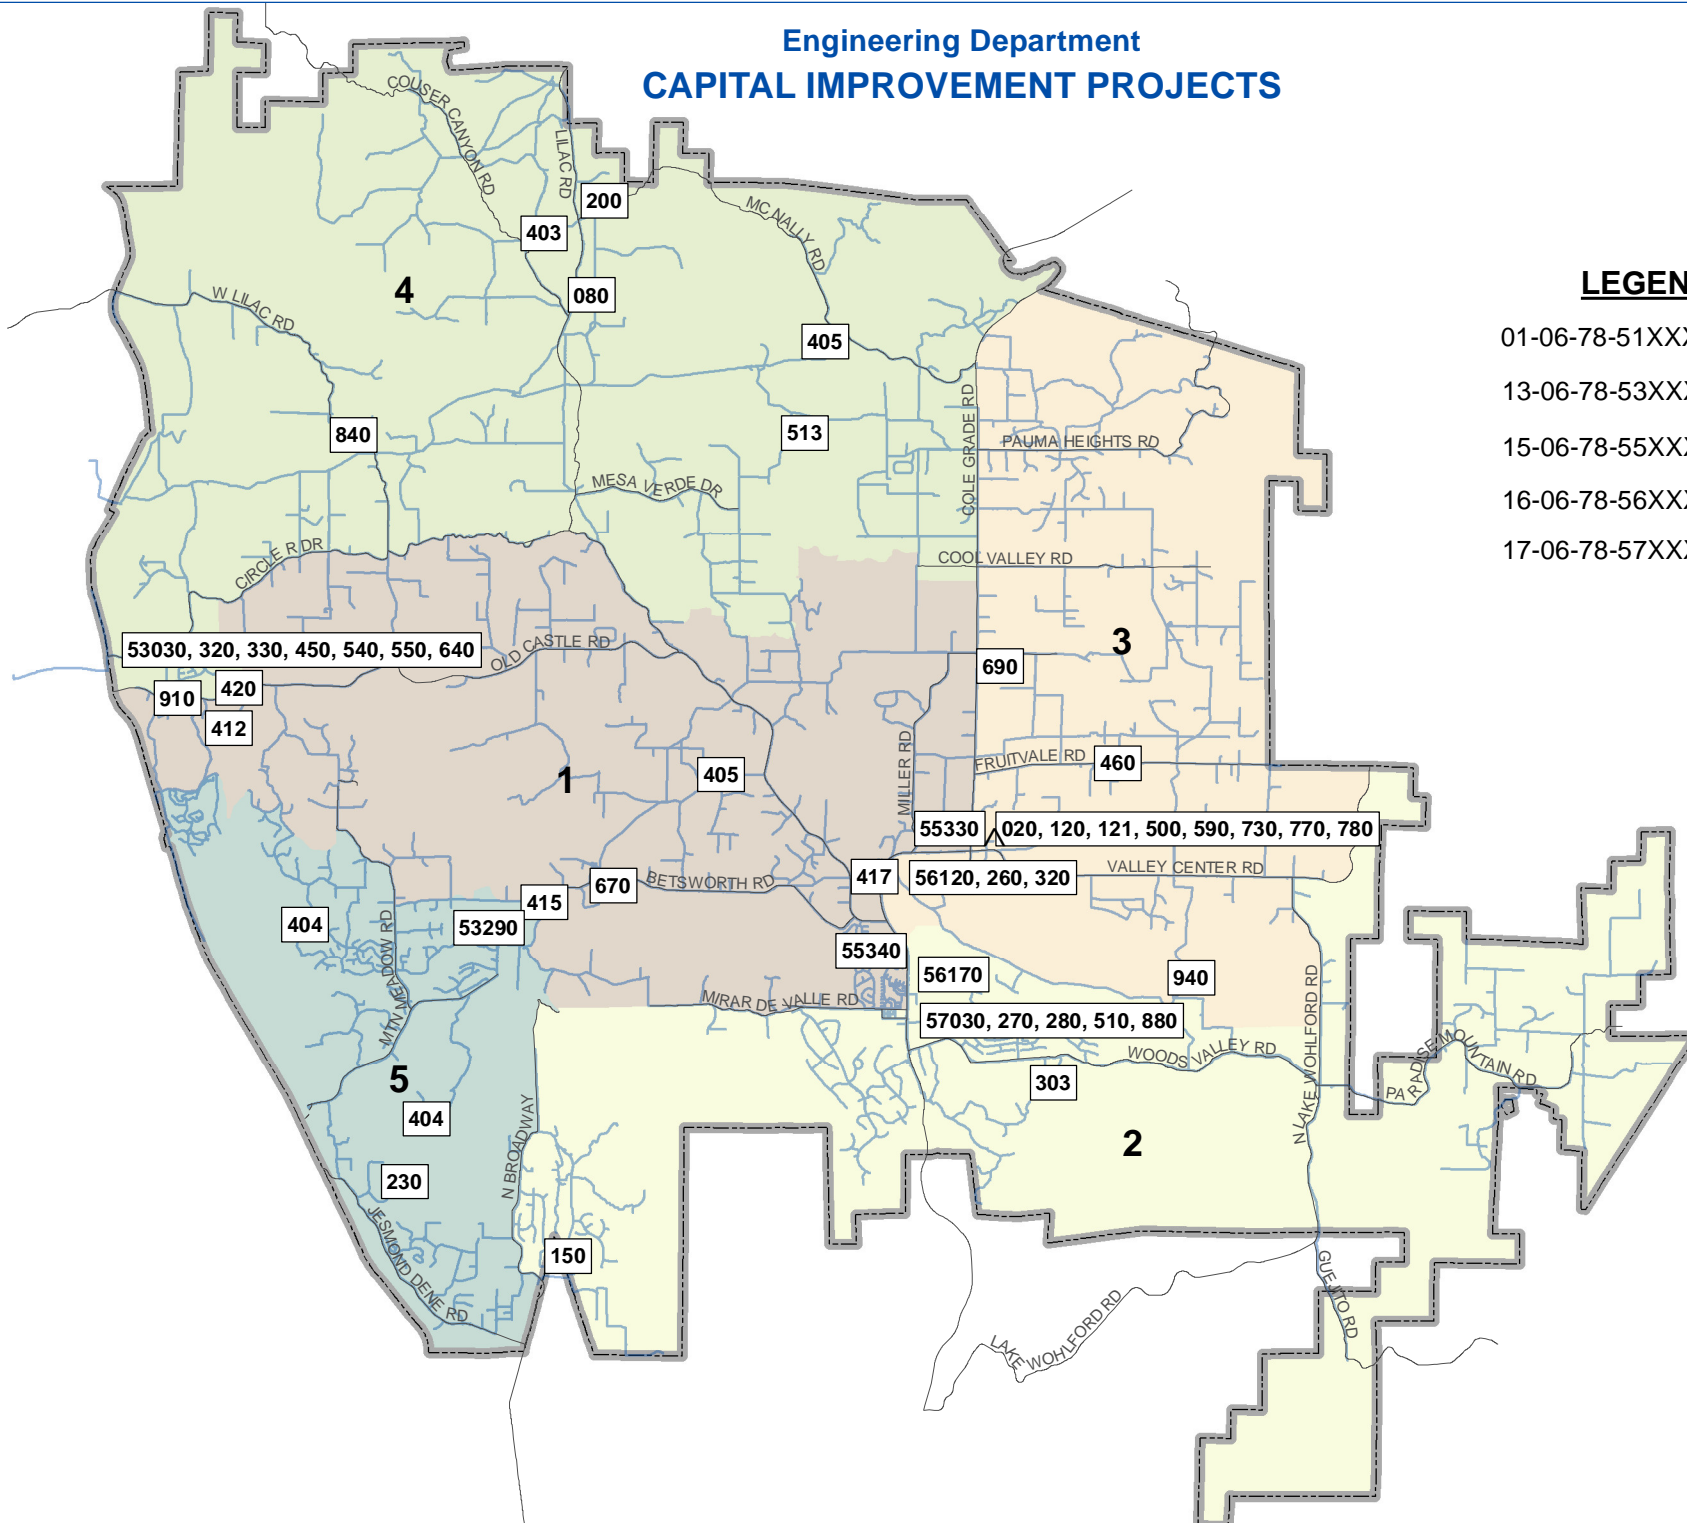 Engineering Department
CAPITAL IMPROVEMENT PROJECTS
COUSER CANYON RD
LILAC RD
200
MC NALLY RD
403
4
080
LEGEN
W LILAC RD
405
01-06-78-51XX
13-06-78-53XX
15-06-78-55XX
16-06-78-56XX
17-06-78-57XX
840
513
COLE GRADE RD
PAUMA HEIGHTS RD
MESA VERDE DR
CIRCLE R DR
COOL VALLEY RD
53030, 320, 330, 450, 540, 550, 640
OLD CASTLE RD
3
690
910
420
412
1
405
MILLER RD
FRUITVALE RD
460
55330
020, 120, 121, 500, 590, 730, 770, 780
670
BETSWORTH RD
417
56120, 260, 320
VALLEY CENTER RD
415
404
53290
MTN MEADOW RD
55340
56170
940
MIRAR DE VALLE RD
57030, 270, 280, 510, 880
N LAKE WOHLFORD RD
WOODS VALLEY RD
PARADISE MOUNTAIN RD
5
303
404
2
N BROADWAY
230
JESMOND DENE RD
150
GUEJITO RD
LAKE WOHLFORD RD